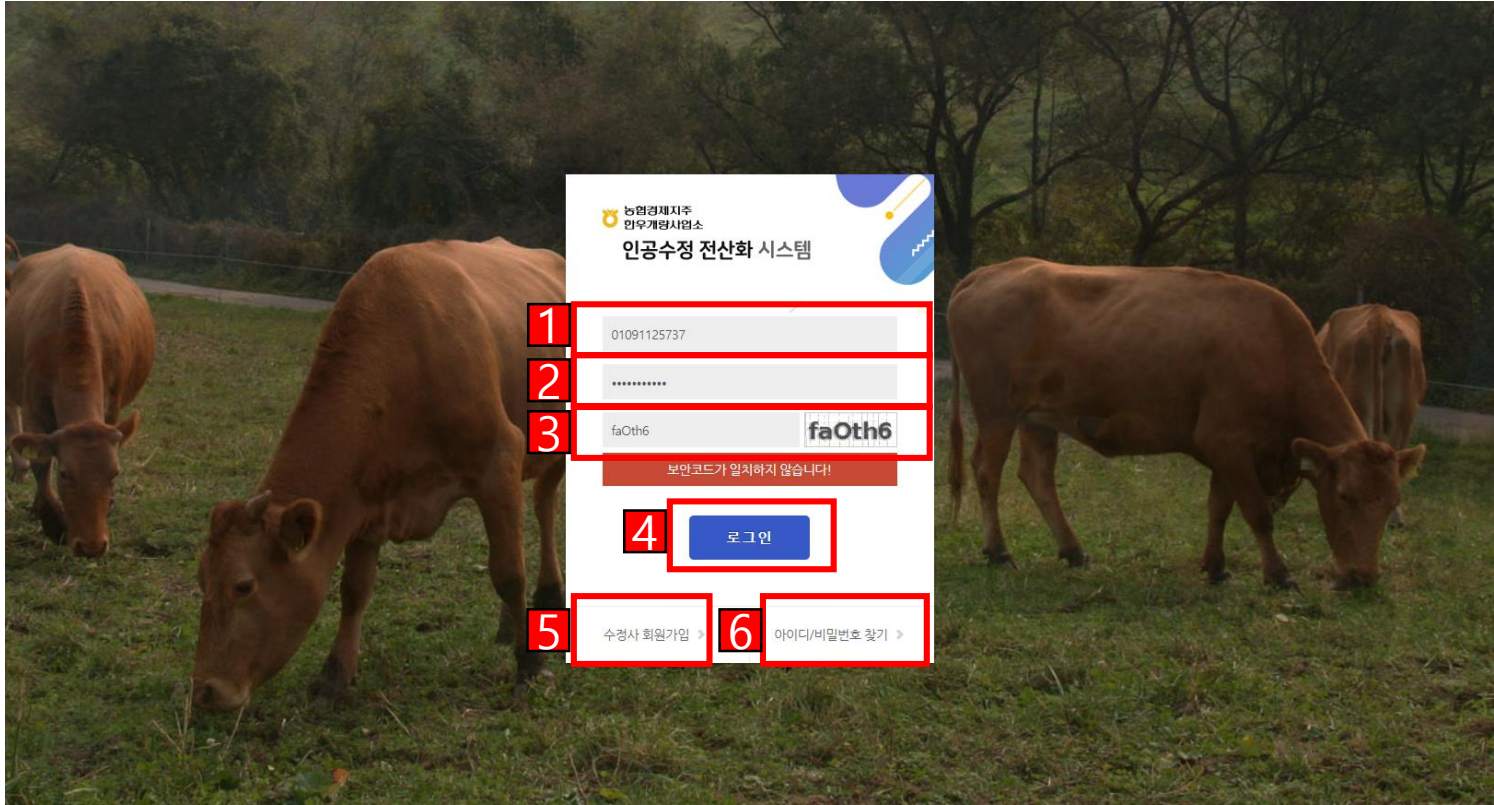 농협경제지주
한우개량사업소
인공수정 전산화 시스템
1
01091125737
2
•••••••••••
3
faOth6
faOth6
보안코드가 일치하지 않습니다!
4
로그인
5
수정사 회원가입 >
6
아이디/비밀번호 찾기 >